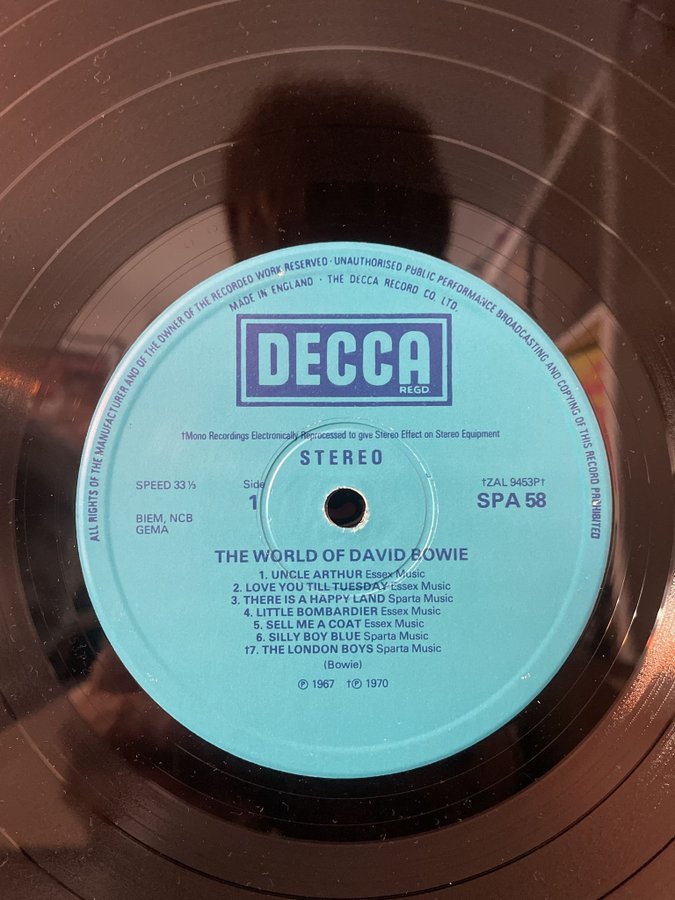 ALL RIGHTS OF THE MANUFACTURER AND OF THE OWNER OF THE RECORDED WORK RESERVED · UNAUTHORISED PUBLIC PERFORMANCE BROADCASTING AND COPYING OF THIS RECORD PROHIBITED
MADE IN ENGLAND · THE DECCA RECORD CO. LTD.
DECCA
REGD.
†Mono Recordings Electronically Reprocessed to give Stereo Effect on Stereo Equipment
STEREO
SPEED 33⅓ Side †ZAL 9453P†
1 SPA 58
BIEM, NCB
GEMA
THE WORLD OF DAVID BOWIE
1. UNCLE ARTHUR Essex Music
2. LOVE YOU TILL TUESDAY Essex Music
3. THERE IS A HAPPY LAND Sparta Music
4. LITTLE BOMBARDIER Essex Music
5. SELL ME A COAT Essex Music
6. SILLY BOY BLUE Sparta Music
†7. THE LONDON BOYS Sparta Music
(Bowie)
℗ 1967 †℗ 1970